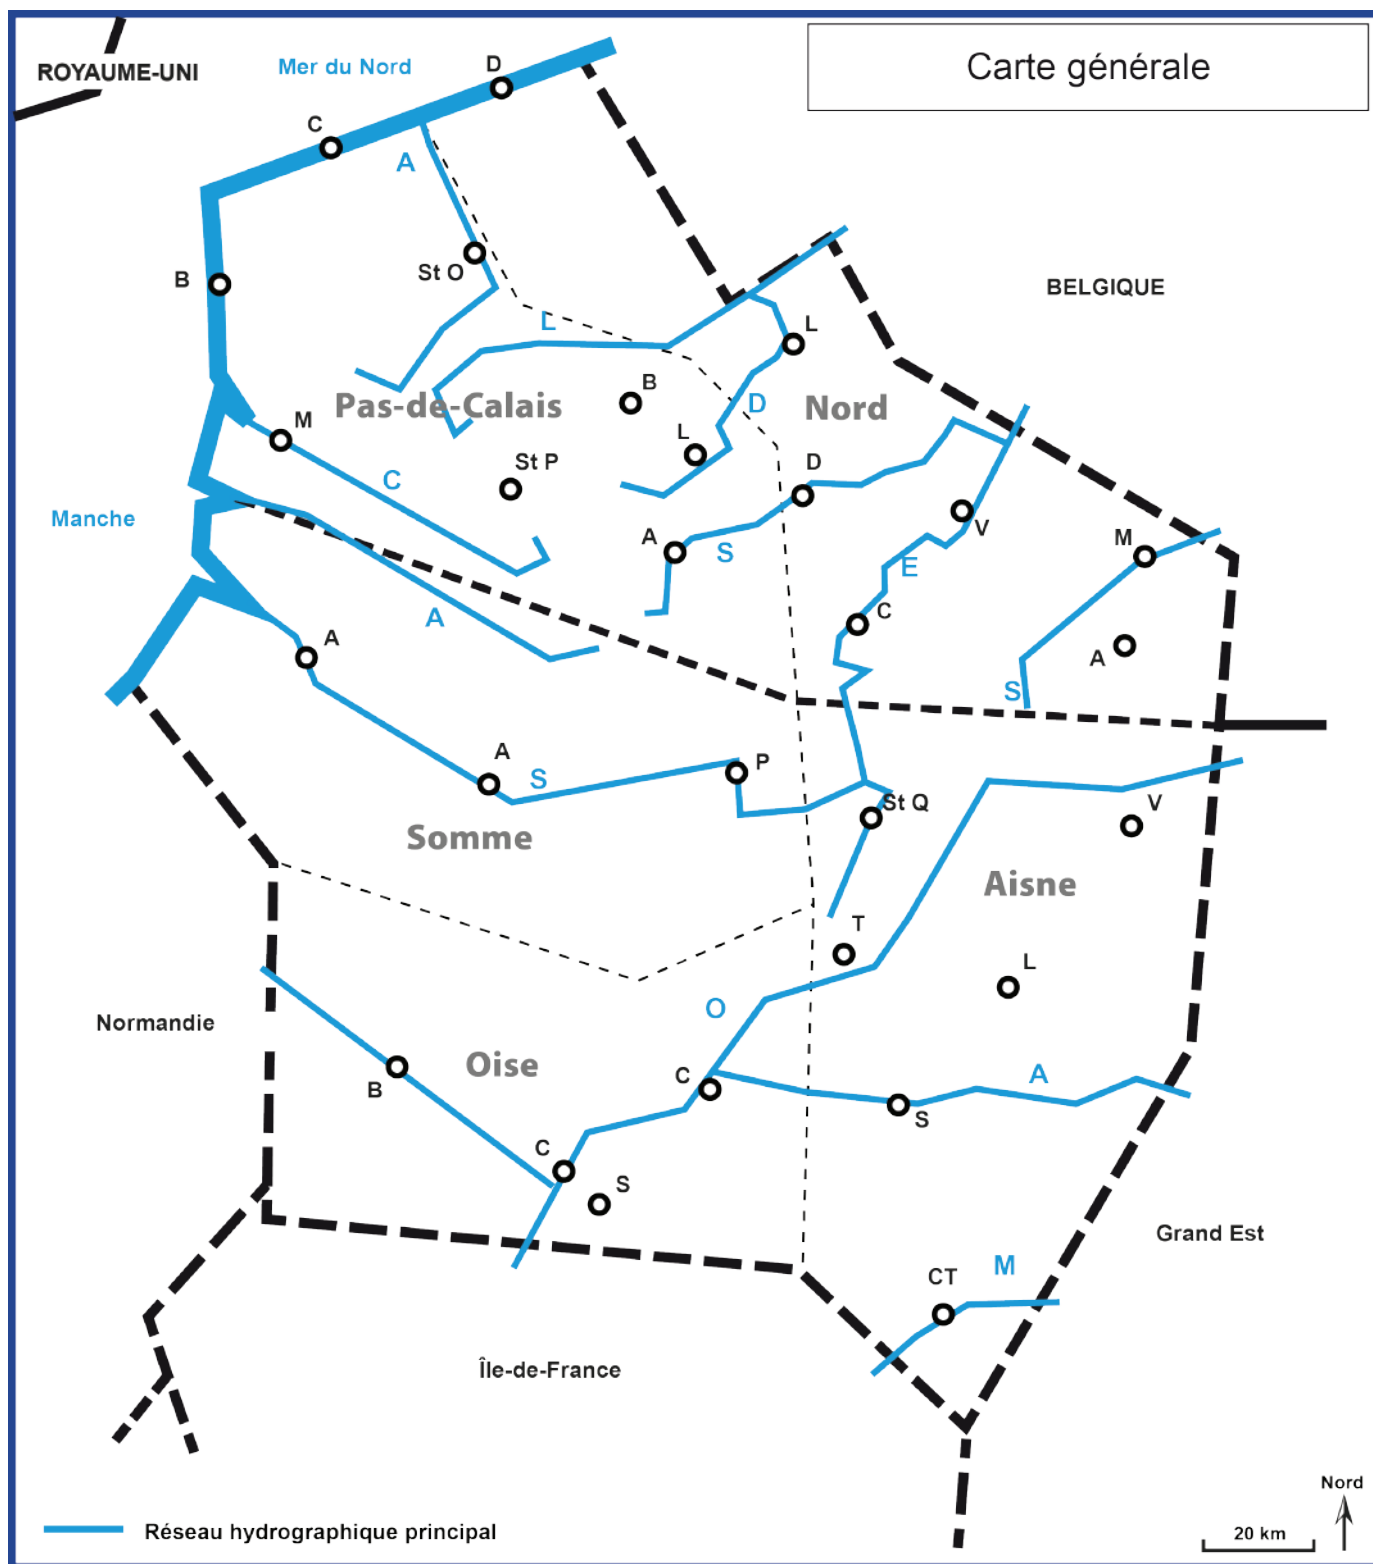 Carte générale
ROYAUME-UNI
Mer du Nord
D
C
A
St O
B
BELGIQUE
L
L
B
Pas-de-Calais
D
Nord
M
L
D
St P
C
Manche
V
M
A
S
E
C
A
A
A
S
A
S
P
V
St Q
Somme
Aisne
T
L
O
Normandie
Oise
B
C
A
S
C
S
Grand Est
M
CT
Île-de-France
Nord
Réseau hydrographique principal
20 km